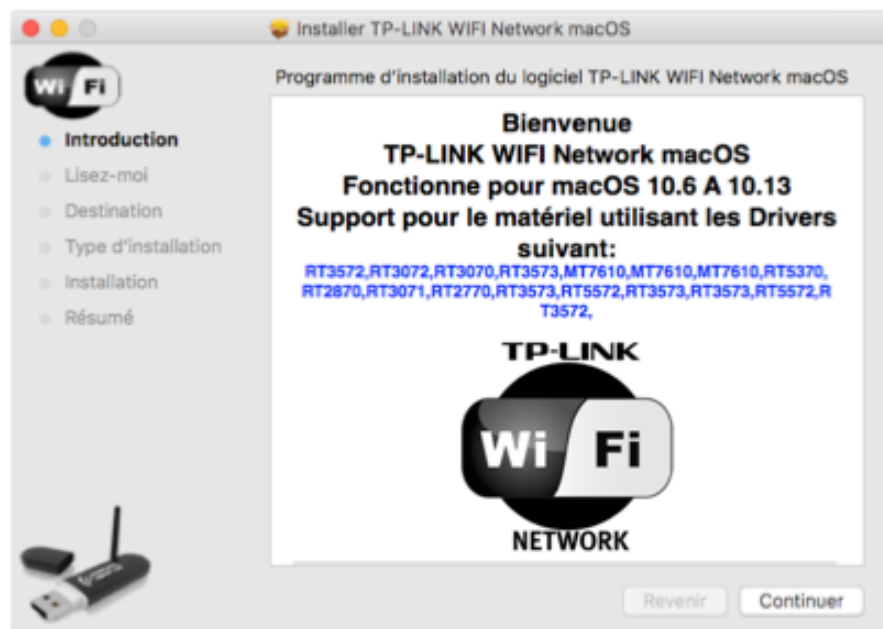 Installer TP-LINK WIFI Network macOS
Wi Fi
Programme d'installation du logiciel TP-LINK WIFI Network macOS
Introduction
Lisez-moi
Destination
Type d'installation
Installation
Résumé
Bienvenue
TP-LINK WIFI Network macOS
Fonctionne pour macOS 10.6 A 10.13
Support pour le matériel utilisant les Drivers
suivant:
RT3572,RT3072,RT3070,RT3573,MT7610,MT7610,MT7610,RT5370,
RT2870,RT3071,RT2770,RT3573,RT5572,RT3573,RT3573,RT5572,R
T3572,
TP-LINK
Wi Fi
NETWORK
Revenir
Continuer